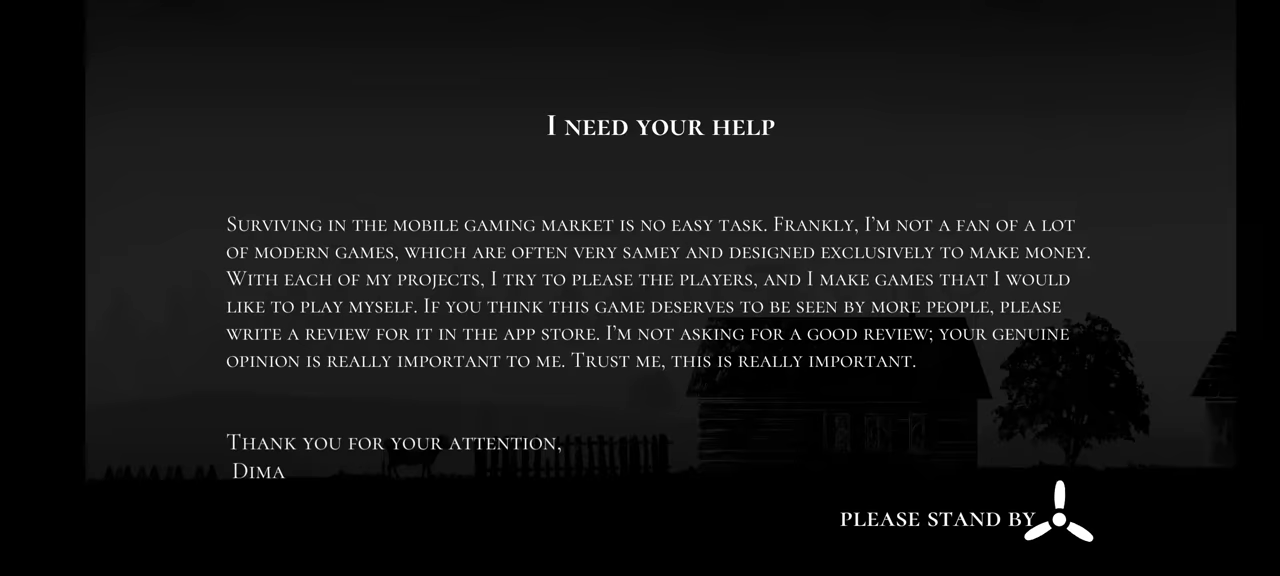 I need your help
Surviving in the mobile gaming market is no easy task. Frankly, I'm not a fan of a lot
of modern games, which are often very samey and designed exclusively to make money.
With each of my projects, I try to please the players, and I make games that I would
like to play myself. If you think this game deserves to be seen by more people, please
write a review for it in the app store. I'm not asking for a good review; your genuine
opinion is really important to me. Trust me, this is really important.
Thank you for your attention,
Dima
please stand by